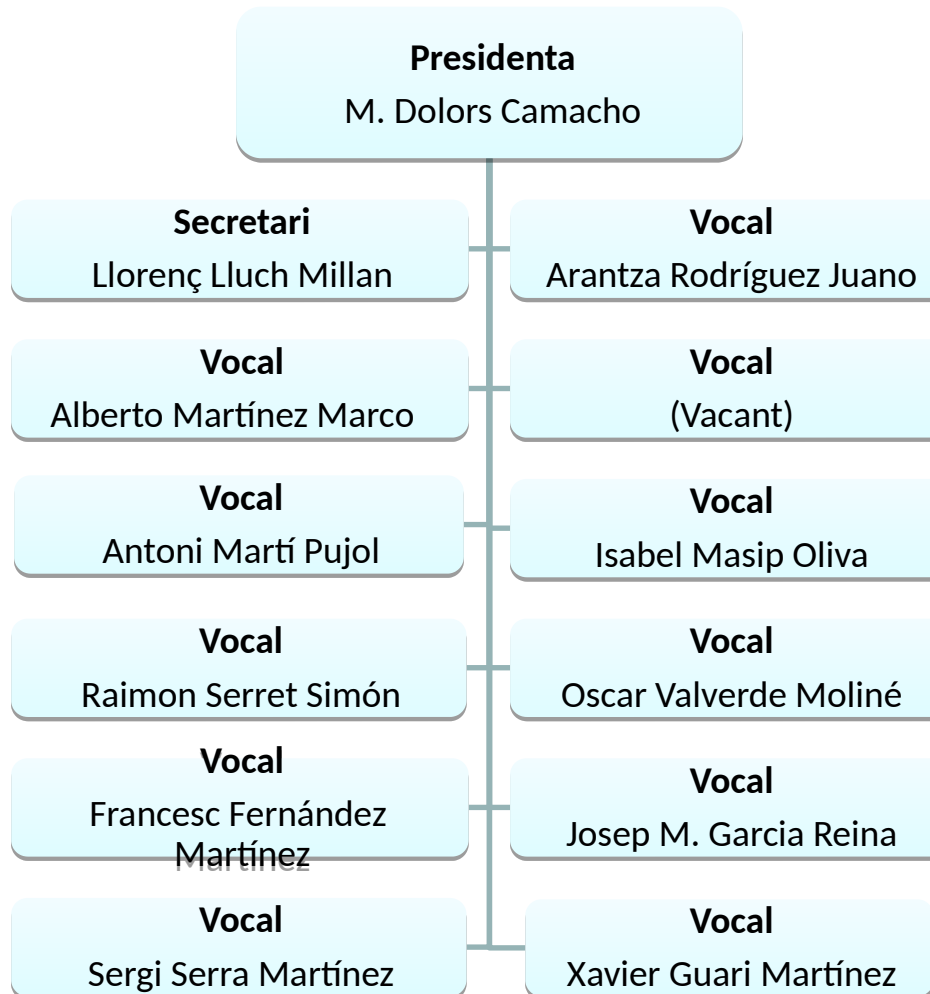 Presidenta
M. Dolors Camacho
Secretari
Llorenç Lluch Millan
Vocal
Arantza Rodríguez Juano
Vocal
Alberto Martínez Marco
Vocal
(Vacant)
Vocal
Antoni Martí Pujol
Vocal
Isabel Masip Oliva
Vocal
Raimon Serret Simón
Vocal
Oscar Valverde Moliné
Vocal
Francesc Fernández
Martínez
Vocal
Josep M. Garcia Reina
Vocal
Sergi Serra Martínez
Vocal
Xavier Guari Martínez